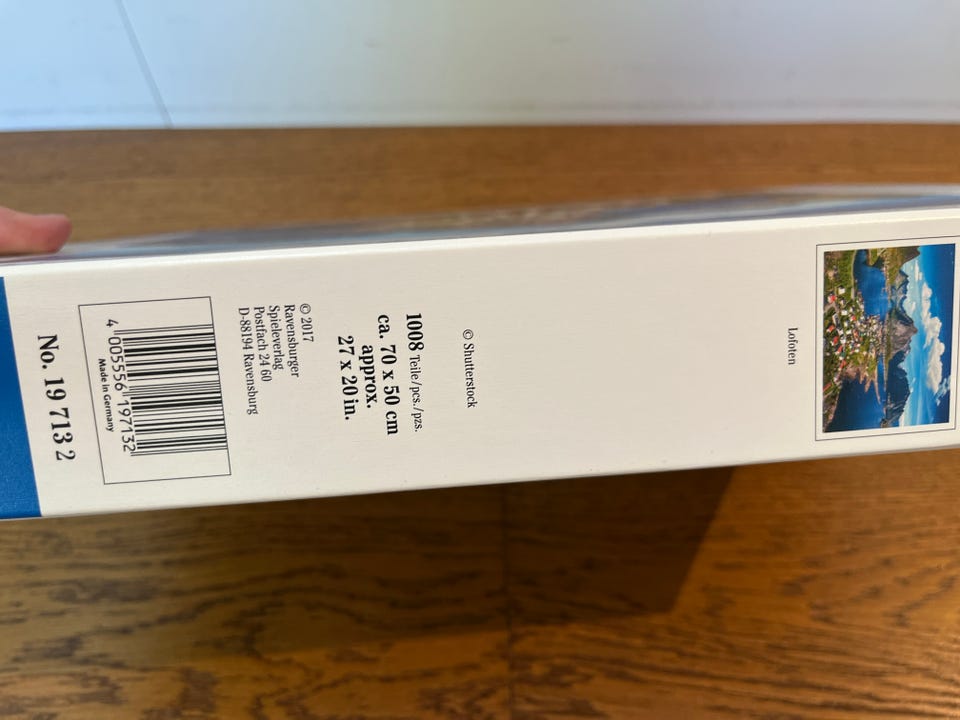 Lofoten
© Shutterstock
1008 Teile/pcs./pzs.
ca. 70 x 50 cm
approx.
27 x 20 in.
© 2017
Ravensburger
Spieleverlag
Postfach 24 60
D-88194 Ravensburg
4 005556 197132
Made in Germany
No. 19 713 2